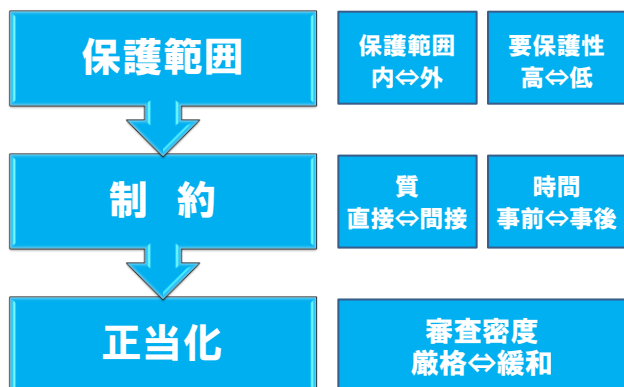 保護範囲
保護範囲
内⇔外
要保護性
高⇔低
制 約
質
直接⇔間接
時間
事前⇔事後
正当化
審査密度
厳格⇔緩和